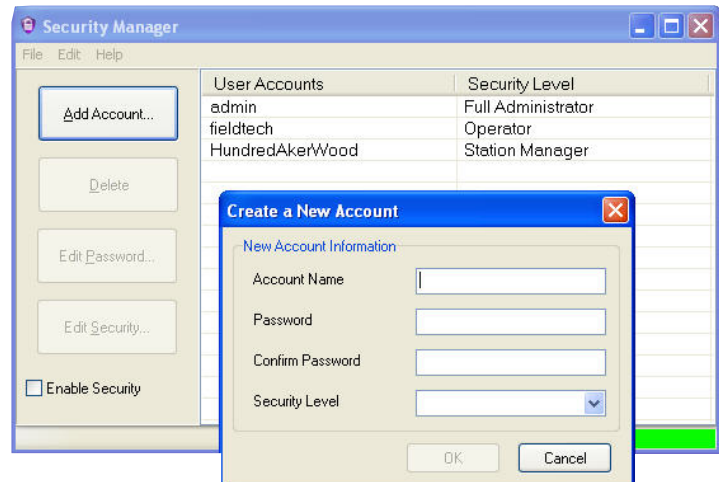 Security Manager
File Edit Help
User Accounts Security Level
Add Account...
admin Full Administrator
fieldtech Operator
HundredAkerWood Station Manager
Delete
Create a New Account
New Account Information
Edit Password...
Account Name
Password
Edit Security...
Confirm Password
Enable Security
Security Level
OK Cancel